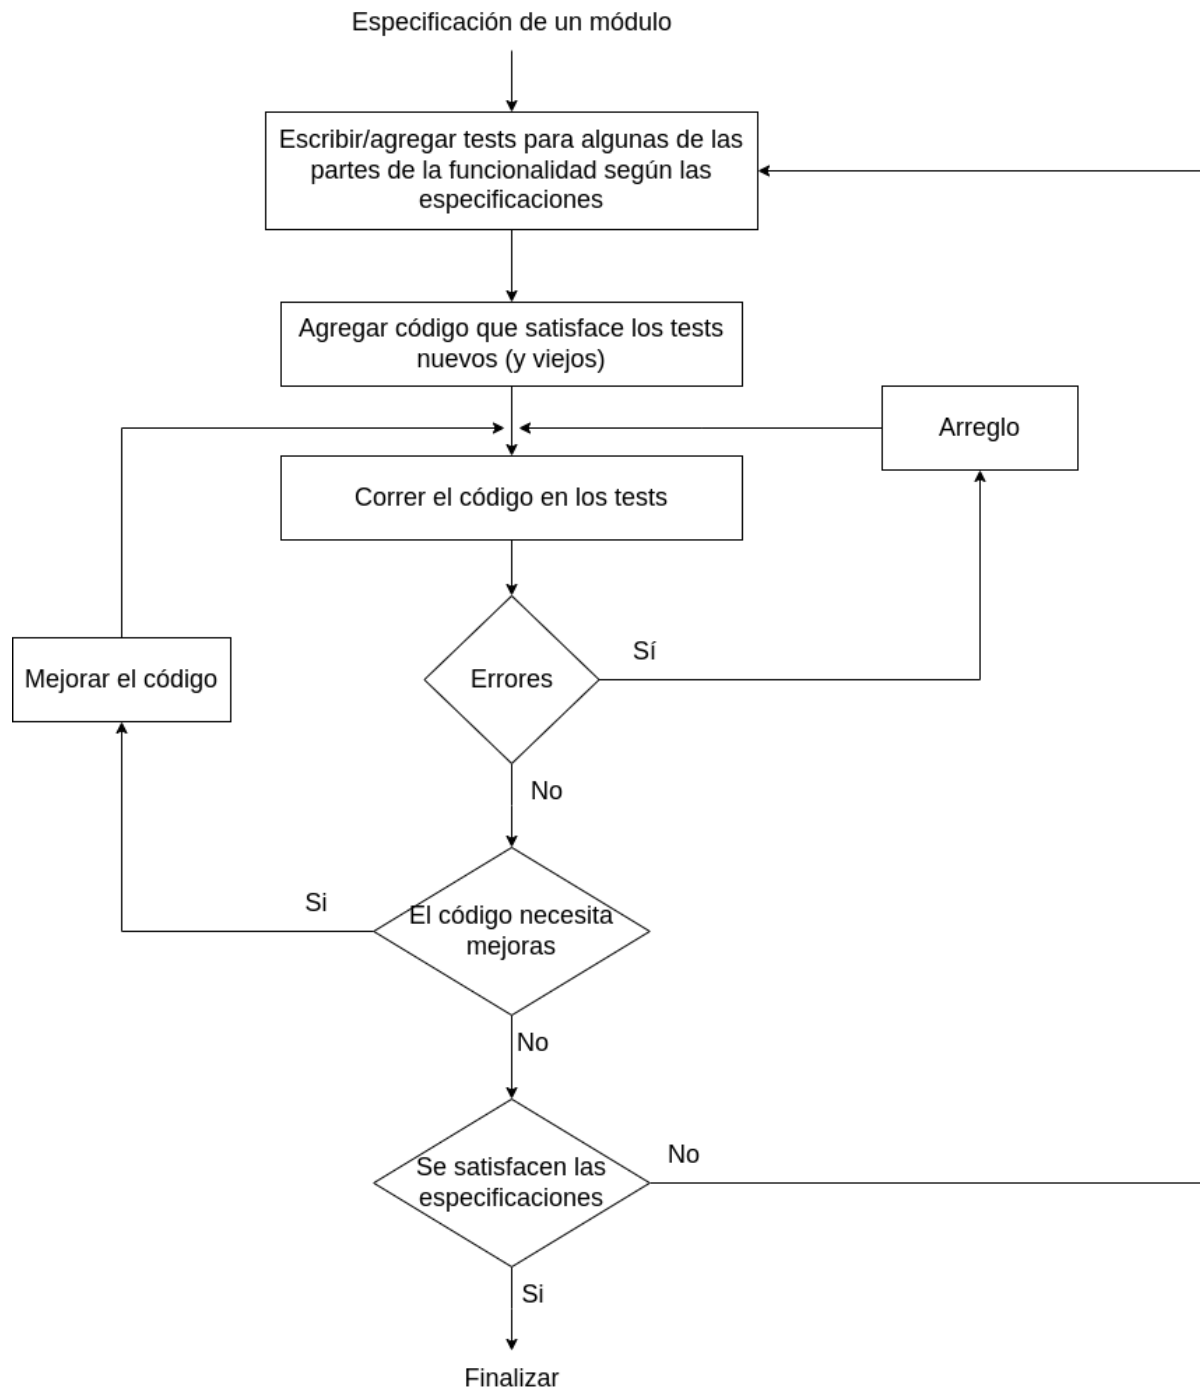 Especificación de un módulo
Escribir/agregar tests para algunas de las
partes de la funcionalidad según las
especificaciones
Agregar código que satisface los tests
nuevos (y viejos)
Arreglo
Correr el código en los tests
Sí
Mejorar el código
Errores
No
Si
El código necesita
mejoras
No
No
Se satisfacen las
especificaciones
Si
Finalizar